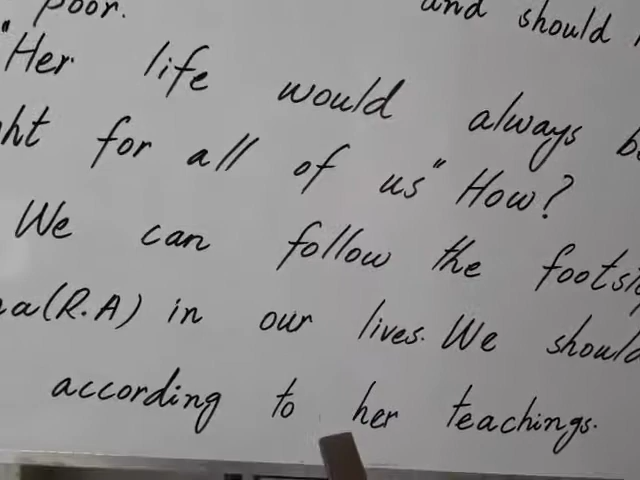 poor. and should
"Her life would always
for all of us" How?
We can follow the
(R.A) in our lives. We should
according to her teachings.